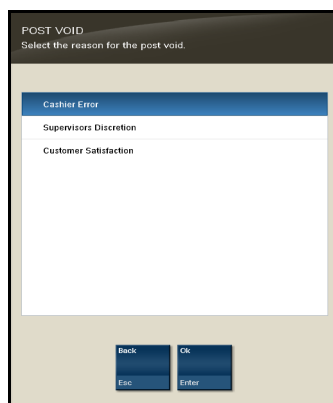 POST VOID
Select the reason for the post void.
Cashier Error
Supervisors Discretion
Customer Satisfaction
Back
Ok
Esc
Enter